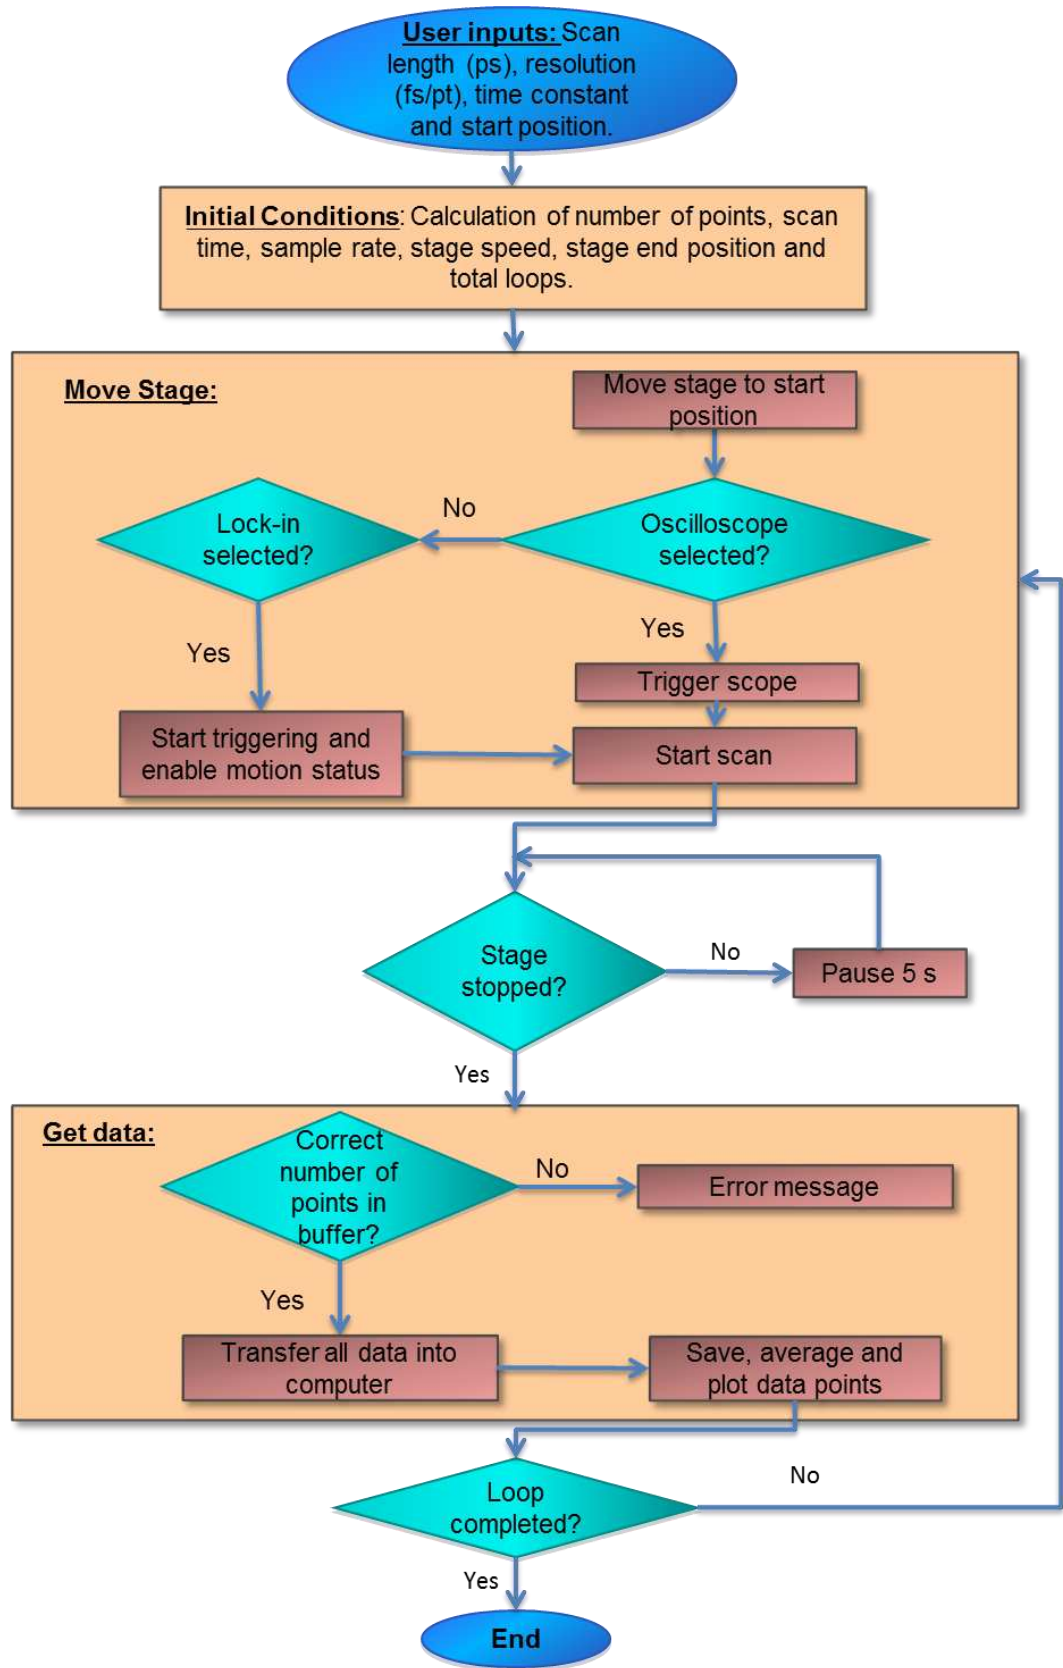 User inputs: Scan
length (ps), resolution
(fs/pt), time constant
and start position.
Initial Conditions: Calculation of number of points, scan
time, sample rate, stage speed, stage end position and
total loops.
Move Stage:
Move stage to start
position
Oscilloscope
selected?
No
Lock-in
selected?
Yes
Yes
Trigger scope
Start triggering and
enable motion status
Start scan
Stage
stopped?
No
Pause 5 s
Yes
Get data:
Correct
number of
points in
buffer?
No
Error message
Yes
Transfer all data into
computer
Save, average and
plot data points
Loop
completed?
No
Yes
End